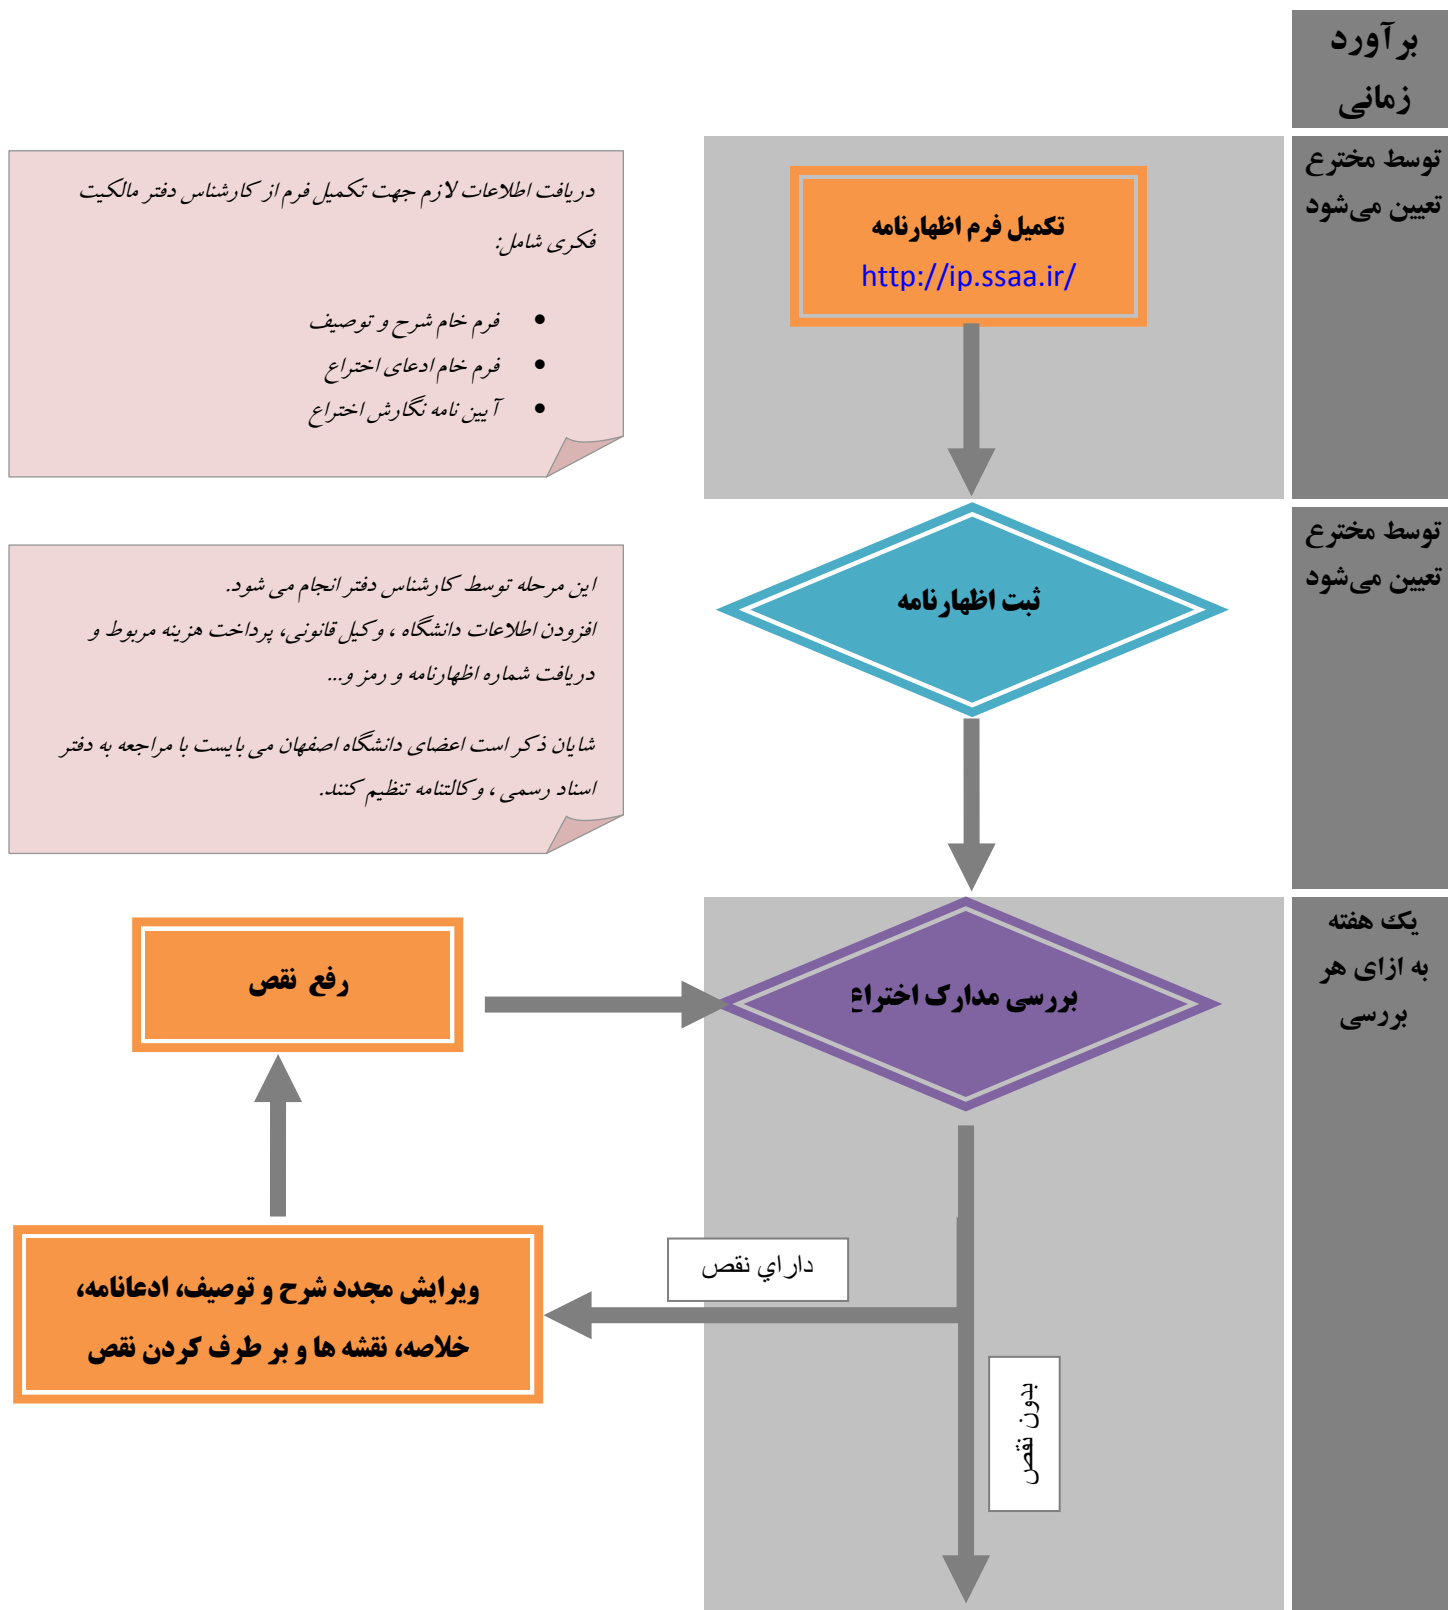 برآورد
زمانی
توسط مخترع
تعیین می‌شود
تکمیل فرم اظهارنامه
http://ip.ssaa.ir/
دریافت اطلاعات لازم جهت تکمیل فرم از کارشناس دفتر مالکیت
فکری شامل:
• فرم خام شرح و توصیف
• فرم خام ادعای اختراع
• آیین نامه نگارش اختراع
توسط مخترع
تعیین می‌شود
ثبت اظهارنامه
این مرحله توسط کارشناس دفتر انجام می شود.
افزودن اطلاعات دانشگاه ، وکیل قانونی، پرداخت هزینه مربوط و
دریافت شماره اظهارنامه و رمز و...
شایان ذکر است اعضای دانشگاه اصفهان می بایست با مراجعه به دفتر
اسناد رسمی ، وکالتنامه تنظیم کنند.
یک هفته
به ازای هر
بررسی
بررسی مدارک اختراع
رفع نقص
داراي نقص
ویرایش مجدد شرح و توصیف، ادعانامه،
خلاصه، نقشه ها و بر طرف کردن نقص
بدون نقص